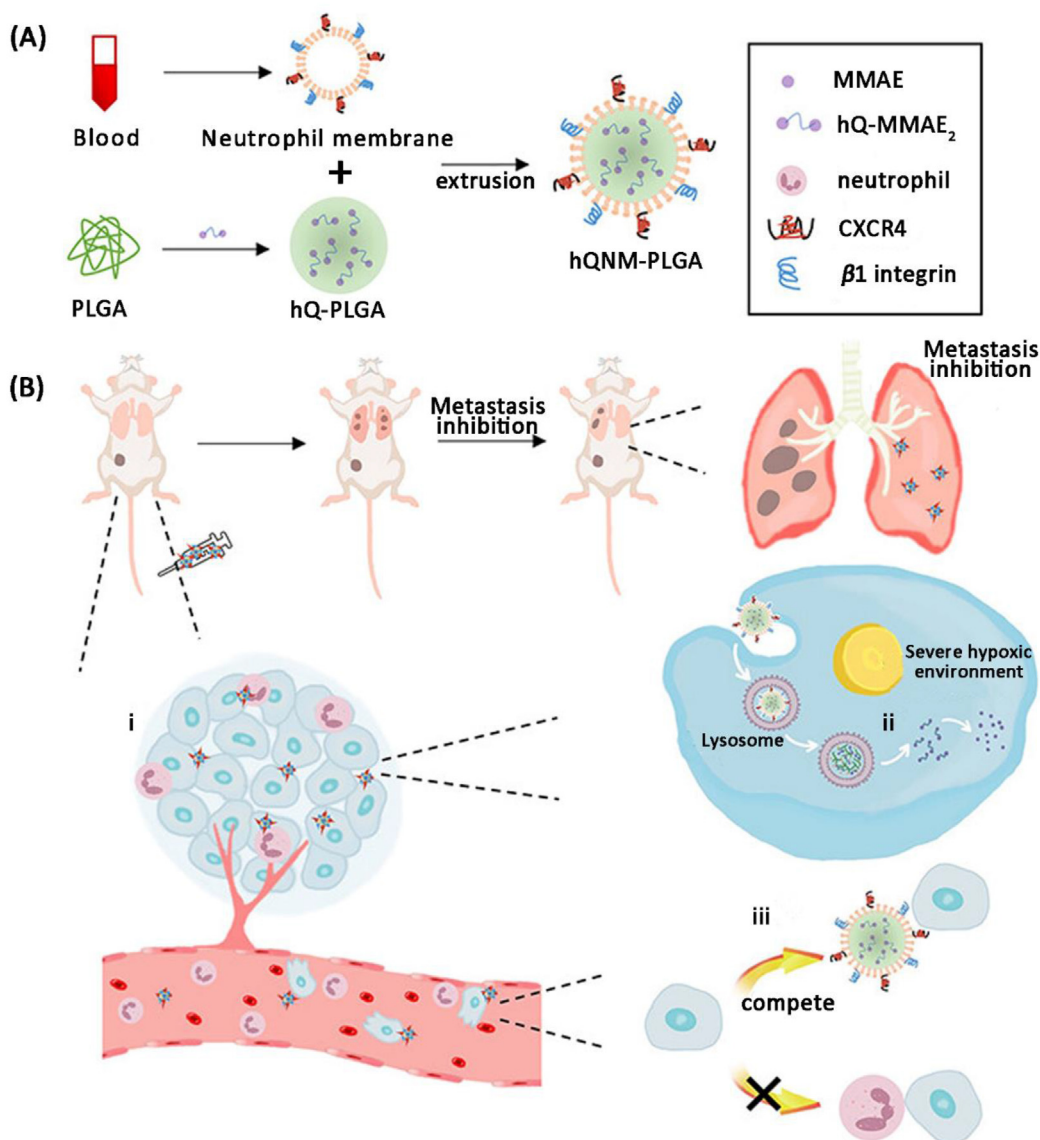 (A)
Blood
Neutrophil membrane
+
extrusion
PLGA
hQ-PLGA
hQNM-PLGA
MMAE
hQ-MMAE₂
neutrophil
CXCR4
β1 integrin
(B)
Metastasis
inhibition
Metastasis
inhibition
i
Severe hypoxic
environment
Lysosome
ii
iii
compete